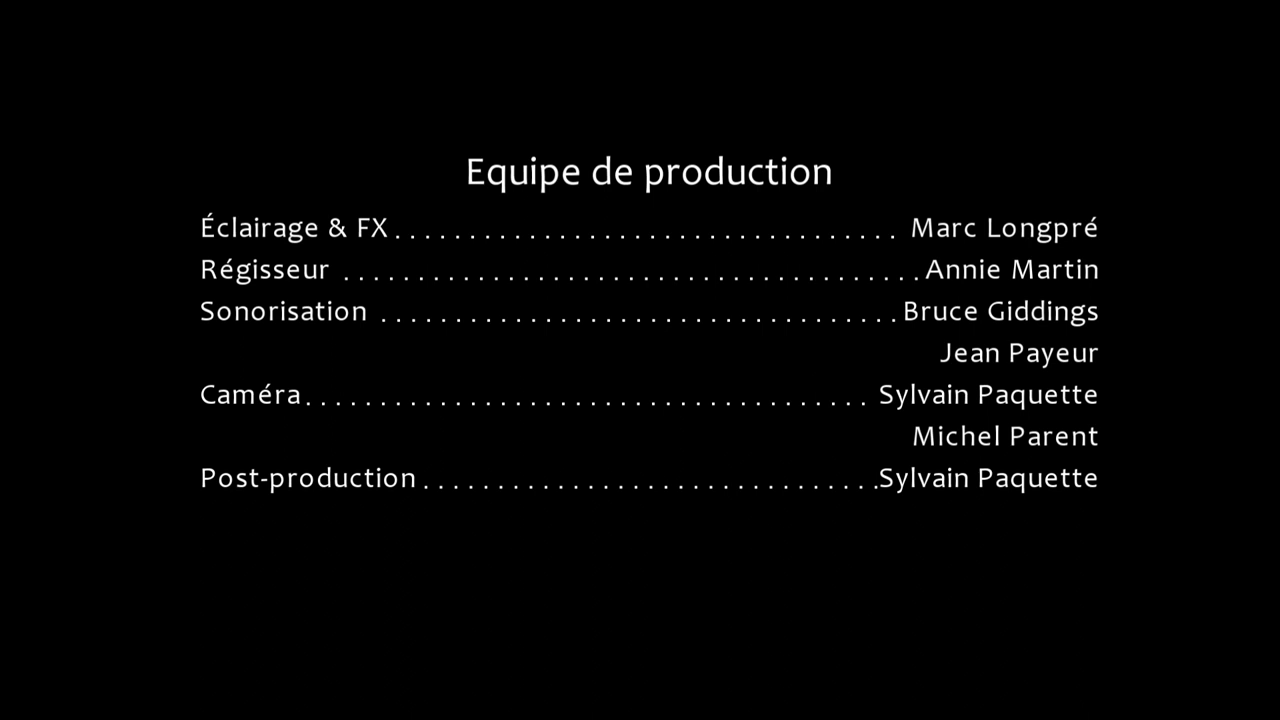 Equipe de production
Éclairage & FX . . . . . . . . . . . . . . . . . . . . . . . . . . . . . . . . . . Marc Longpré
Régisseur . . . . . . . . . . . . . . . . . . . . . . . . . . . . . . . . . . . . . . . Annie Martin
Sonorisation . . . . . . . . . . . . . . . . . . . . . . . . . . . . . . . . . . . Bruce Giddings
Jean Payeur
Caméra . . . . . . . . . . . . . . . . . . . . . . . . . . . . . . . . . . . . . . Sylvain Paquette
Michel Parent
Post-production . . . . . . . . . . . . . . . . . . . . . . . . . . . . . . . Sylvain Paquette